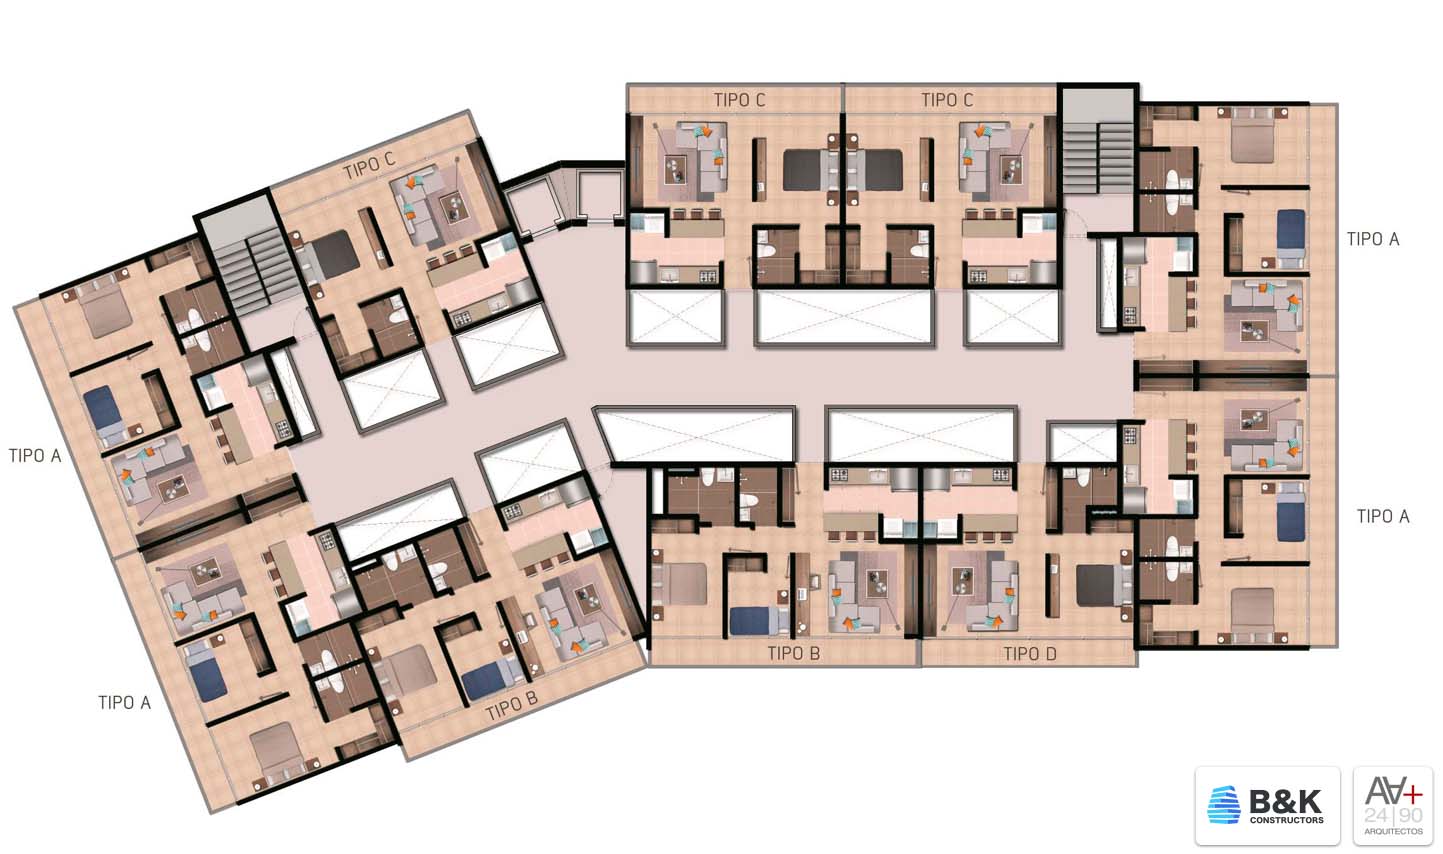 TIPO C
TIPO C
TIPO C
TIPO A
TIPO A
TIPO A
TIPO A
TIPO B
TIPO B
TIPO D
B&K
CONSTRUCTORS
AA+
24|90
ARQUITECTOS